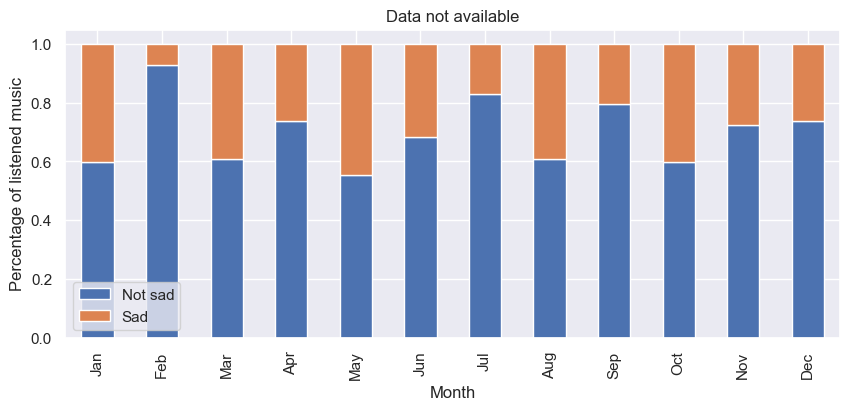 Data not available
Percentage of listened music
1.0
0.8
0.6
0.4
0.2
0.0
Not sad
Sad
Jan
Feb
Mar
Apr
May
Jun
Jul
Aug
Sep
Oct
Nov
Dec
Month